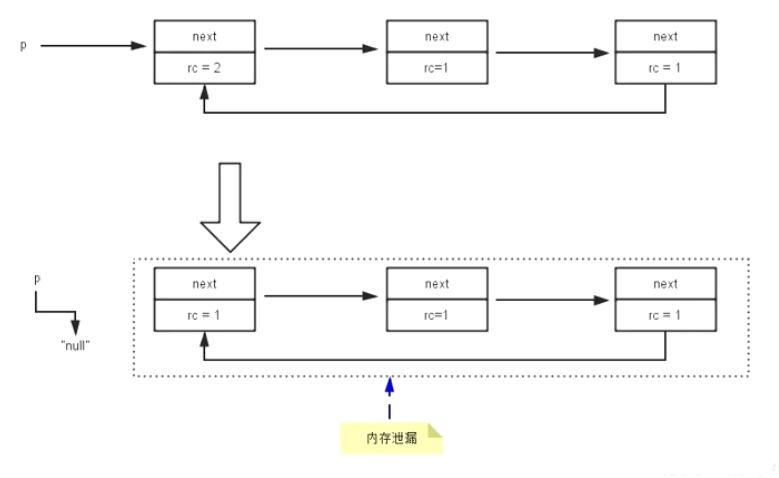 p
next
next
next
rc = 2
rc=1
rc = 1
p
next
next
next
rc = 1
rc=1
rc = 1
"null"
内存泄漏